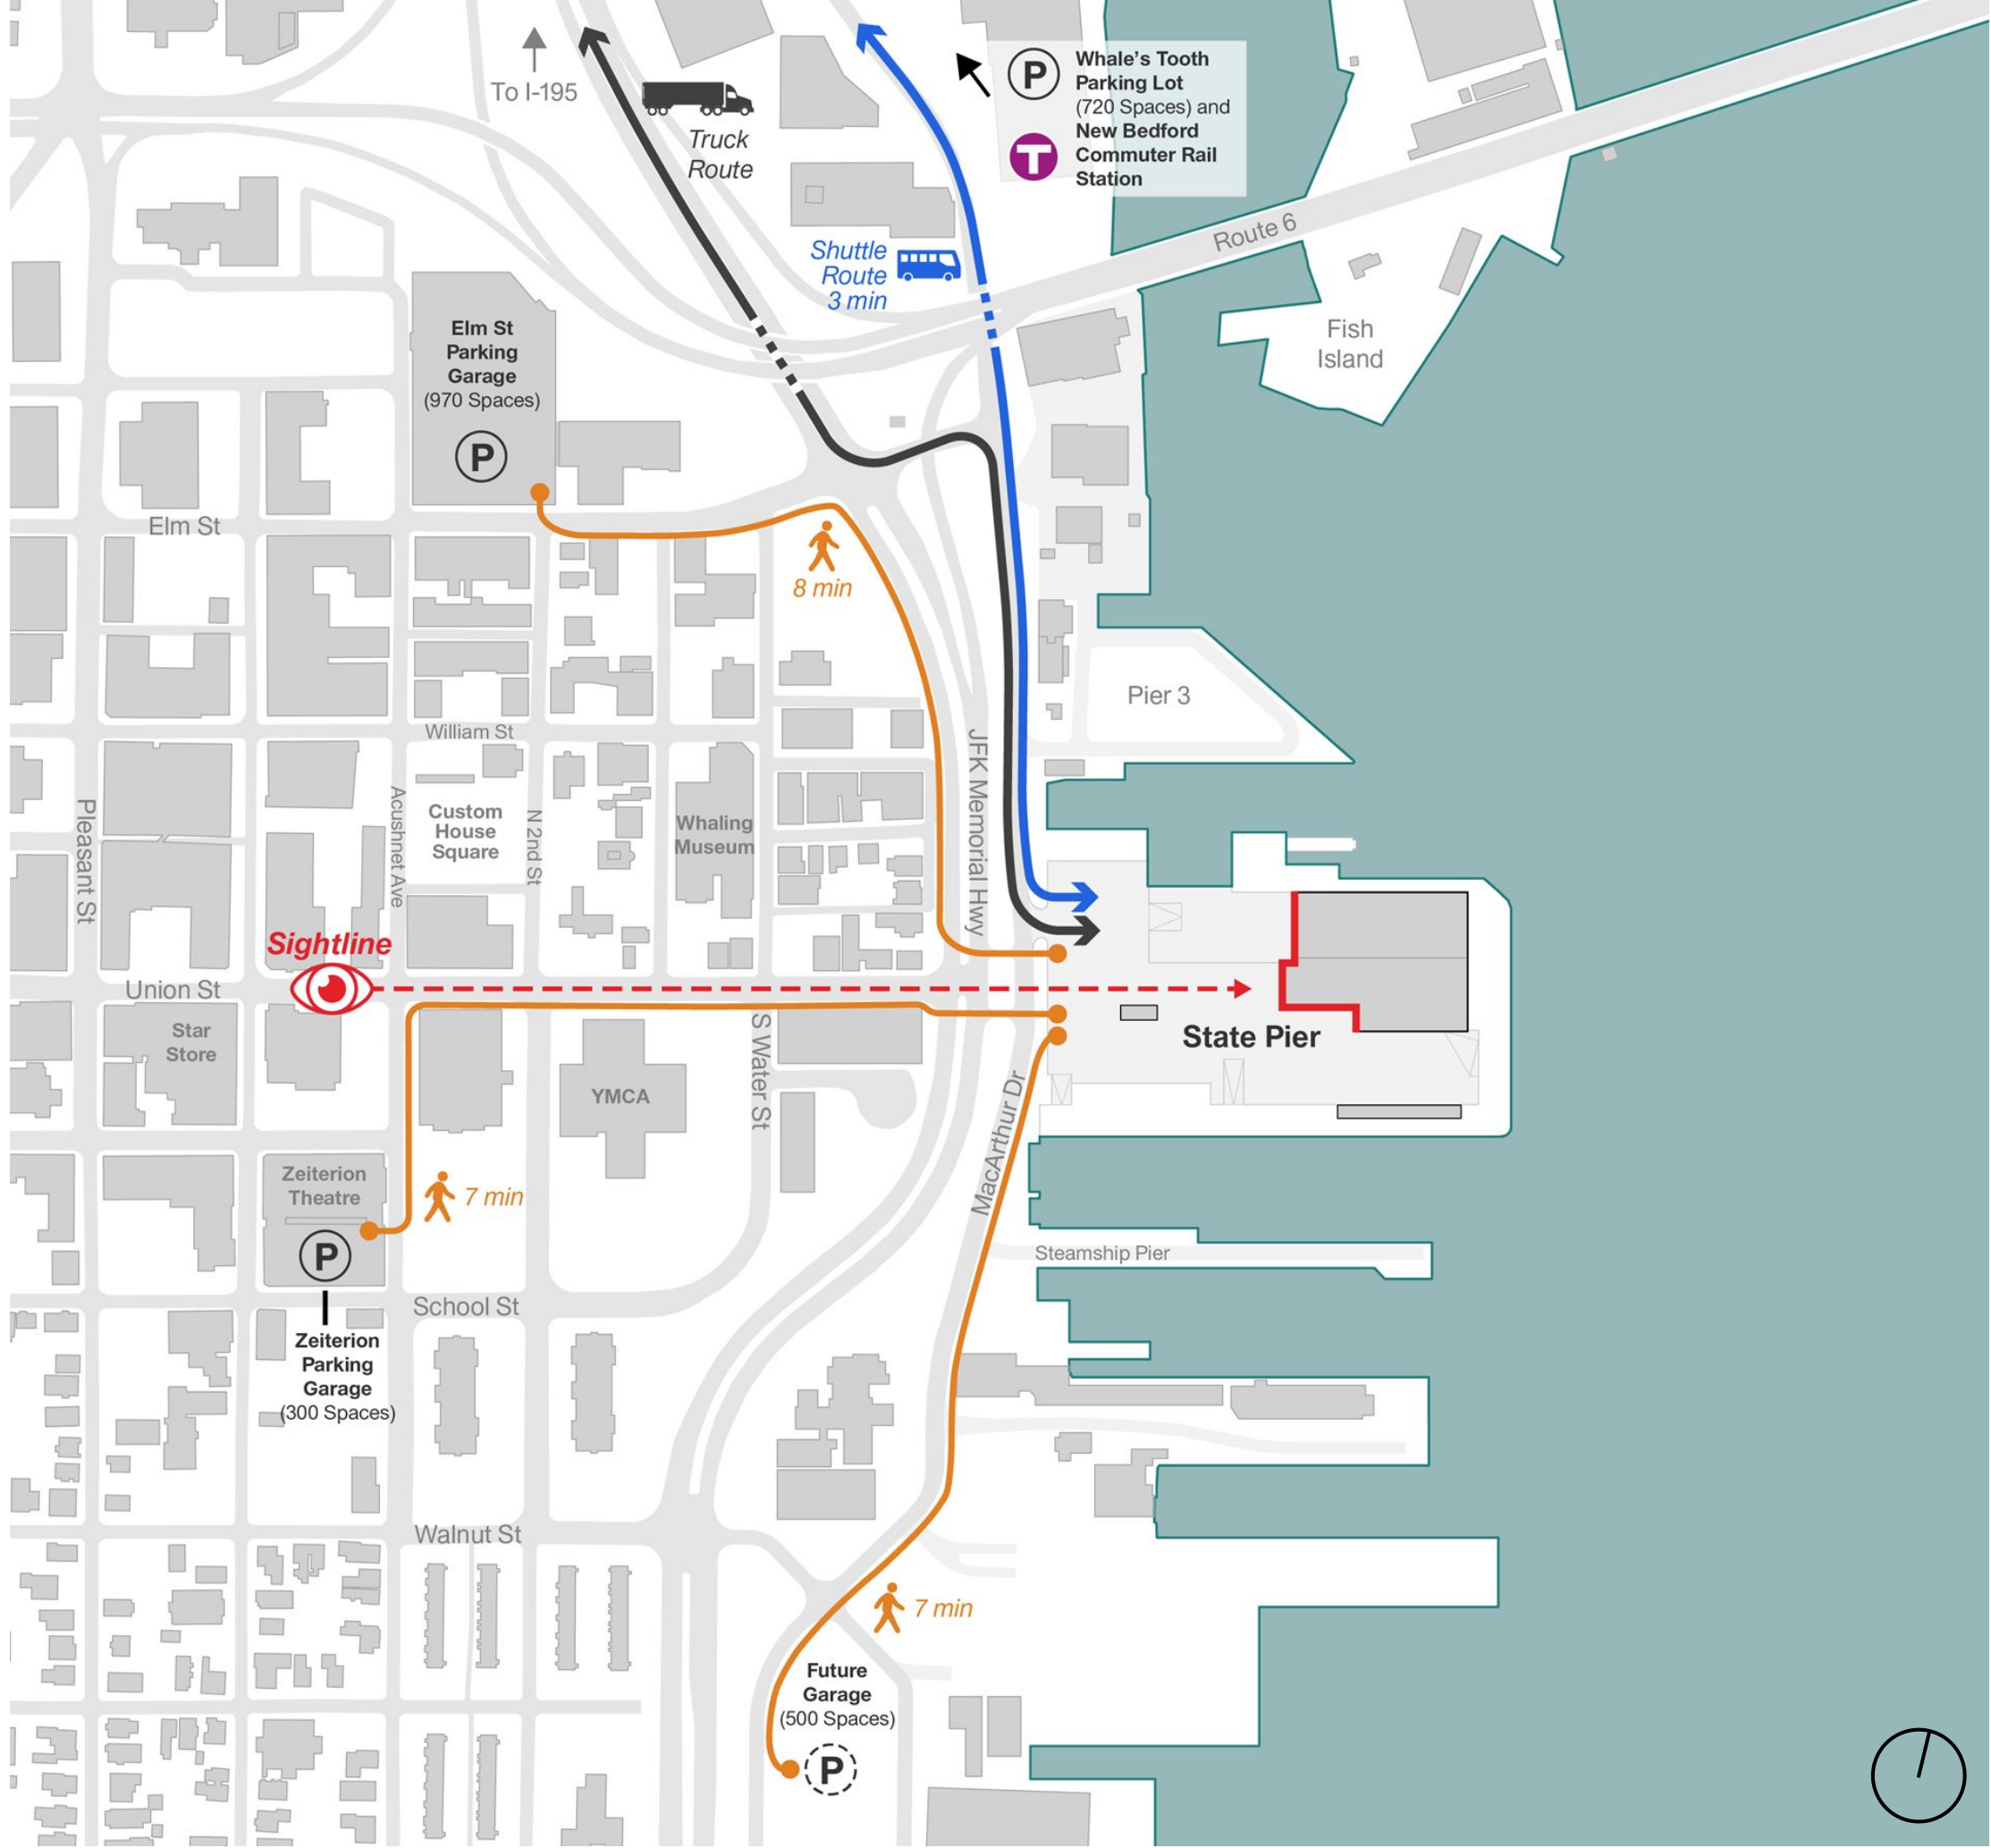 To I-195
Truck
Route
P
Whale's Tooth
Parking Lot
(720 Spaces) and
T
New Bedford
Commuter Rail
Station
Route 6
Shuttle
Route
3 min
Fish
Island
Elm St
Parking
Garage
(970 Spaces)
P
Elm St
8 min
Pier 3
William St
Pleasant St
Acushnet Ave
Custom
House
Square
N 2nd St
Whaling
Museum
JFK Memorial Hwy
Sightline
Union St
Star
Store
State Pier
S Water St
YMCA
MacArthur Dr
Zeiterion
Theatre
P
7 min
Steamship Pier
School St
Zeiterion
Parking
Garage
(300 Spaces)
Walnut St
7 min
Future
Garage
(500 Spaces)
P